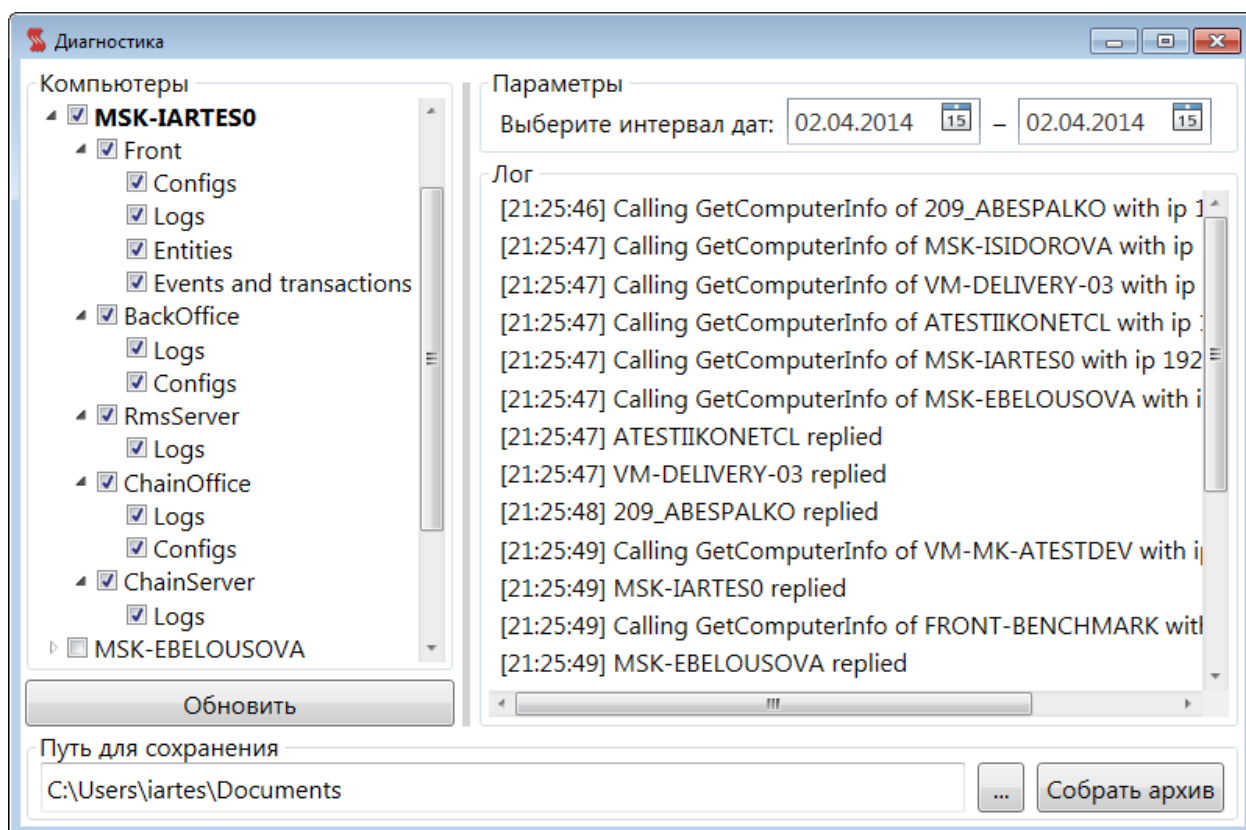 Диагностика
Компьютеры
MSK-IARTES0
Front
Configs
Logs
Entities
Events and transactions
BackOffice
Logs
Configs
RmsServer
Logs
ChainOffice
Logs
Configs
ChainServer
Logs
MSK-EBELOUSOVA
Обновить
Параметры
Выберите интервал дат: 02.04.2014 15 – 02.04.2014 15
Лог
[21:25:46] Calling GetComputerInfo of 209_ABESPALKO with ip 1
[21:25:47] Calling GetComputerInfo of MSK-ISIDOROVA with ip
[21:25:47] Calling GetComputerInfo of VM-DELIVERY-03 with ip
[21:25:47] Calling GetComputerInfo of ATESTIIKONETCL with ip
[21:25:47] Calling GetComputerInfo of MSK-IARTES0 with ip 192
[21:25:47] Calling GetComputerInfo of MSK-EBELOUSOVA with i
[21:25:47] ATESTIIKONETCL replied
[21:25:47] VM-DELIVERY-03 replied
[21:25:48] 209_ABESPALKO replied
[21:25:49] Calling GetComputerInfo of VM-MK-ATESTDEV with i
[21:25:49] MSK-IARTES0 replied
[21:25:49] Calling GetComputerInfo of FRONT-BENCHMARK wit
[21:25:49] MSK-EBELOUSOVA replied
Путь для сохранения
C:\Users\iartes\Documents ... Собрать архив